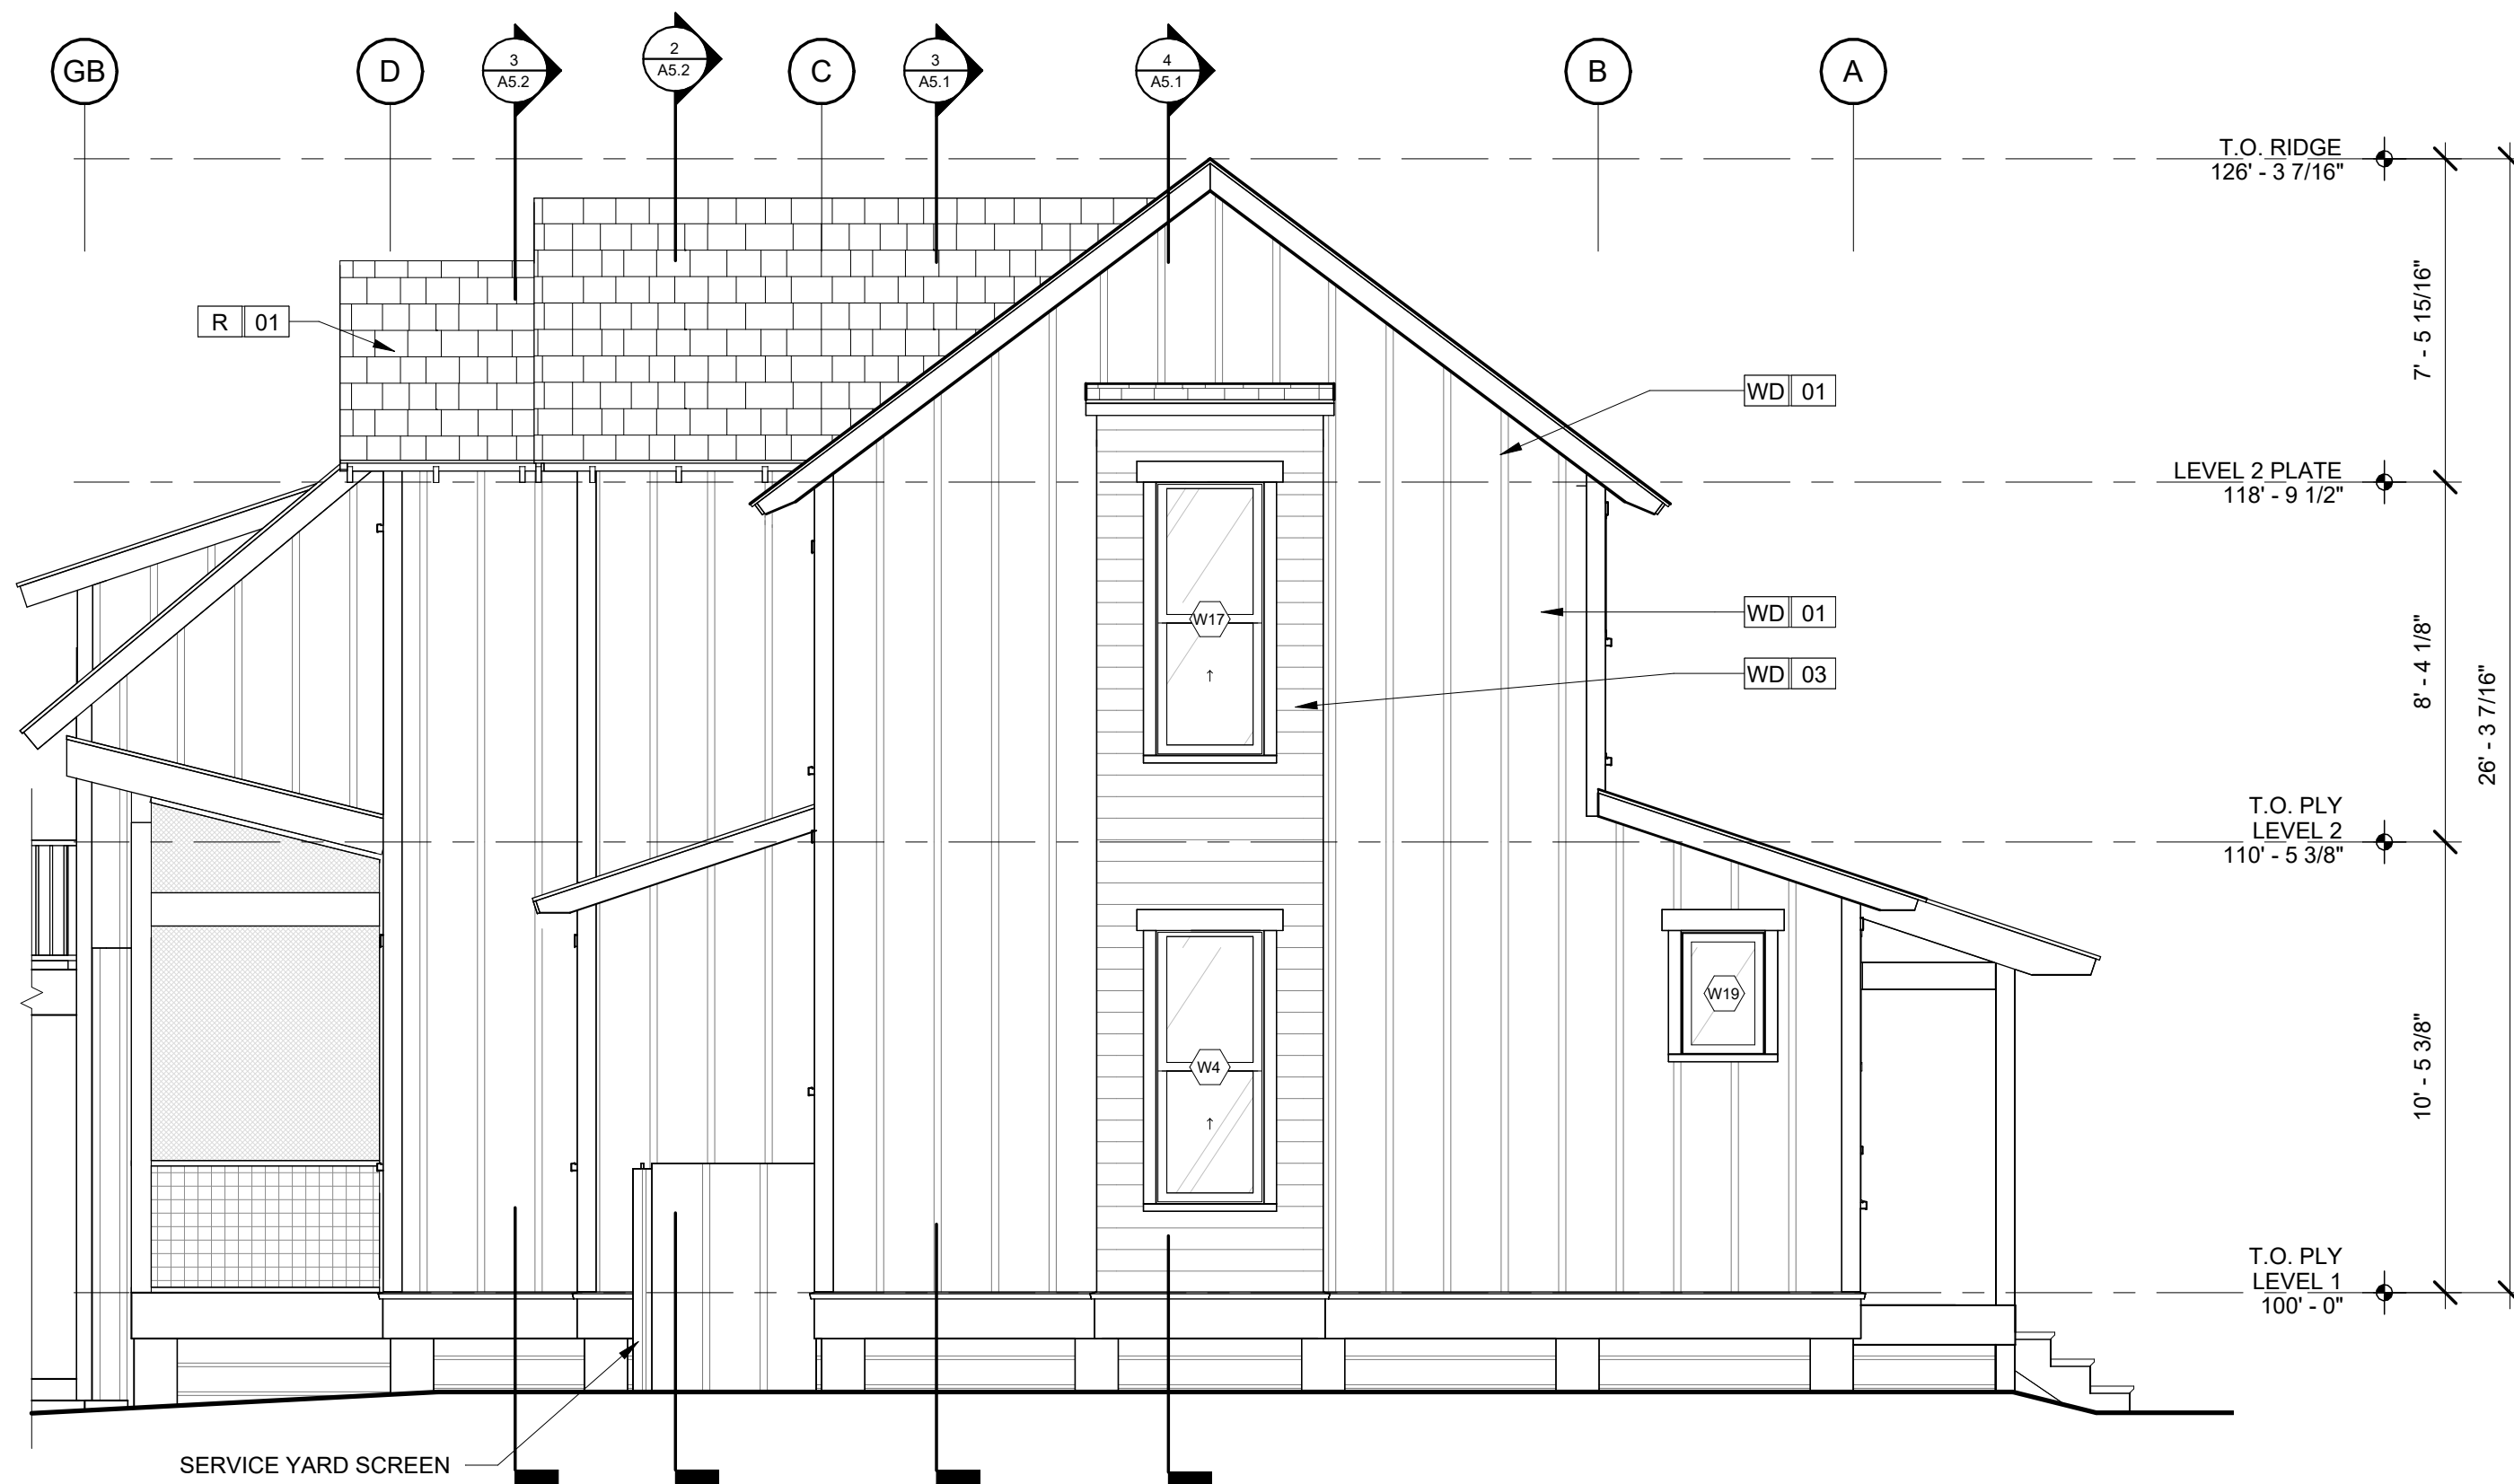 GB
D
3
A5.2
2
A5.2
C
3
A5.1
4
A5.1
B
A
T.O. RIDGE
126' - 3 7/16"
7' - 5 15/16"
R 01
WD 01
LEVEL 2 PLATE
118' - 9 1/2"
WD 01
W17
WD 03
8' - 4 1/8"
26' - 3 7/16"
T.O. PLY
LEVEL 2
110' - 5 3/8"
W19
W4
10' - 5 3/8"
T.O. PLY
LEVEL 1
100' - 0"
SERVICE YARD SCREEN